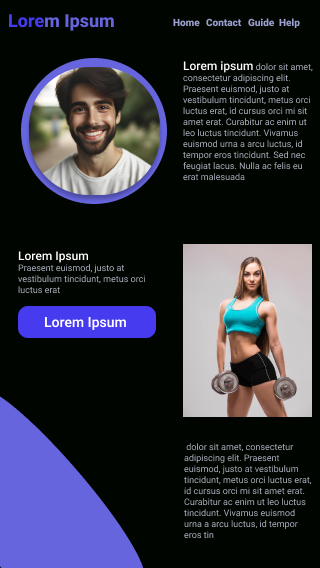 Lorem Ipsum
Home Contact Guide Help
Lorem ipsum dolor sit amet,
consectetur adipiscing elit.
Praesent euismod, justo at
vestibulum tincidunt, metus orci
luctus erat, id cursus orci mi sit
amet erat. Curabitur ac enim ut
leo luctus tincidunt. Vivamus
euismod urna a arcu luctus, id
tempor eros tincidunt. Sed nec
feugiat lacus. Nulla ac felis eu
erat malesuada
Lorem Ipsum
Praesent euismod, justo at
vestibulum tincidunt, metus orci
luctus erat
Lorem Ipsum
dolor sit amet, consectetur
adipiscing elit. Praesent
euismod, justo at vestibulum
tincidunt, metus orci luctus erat,
id cursus orci mi sit amet erat.
Curabitur ac enim ut leo luctus
tincidunt. Vivamus euismod
urna a arcu luctus, id tempor
eros tin